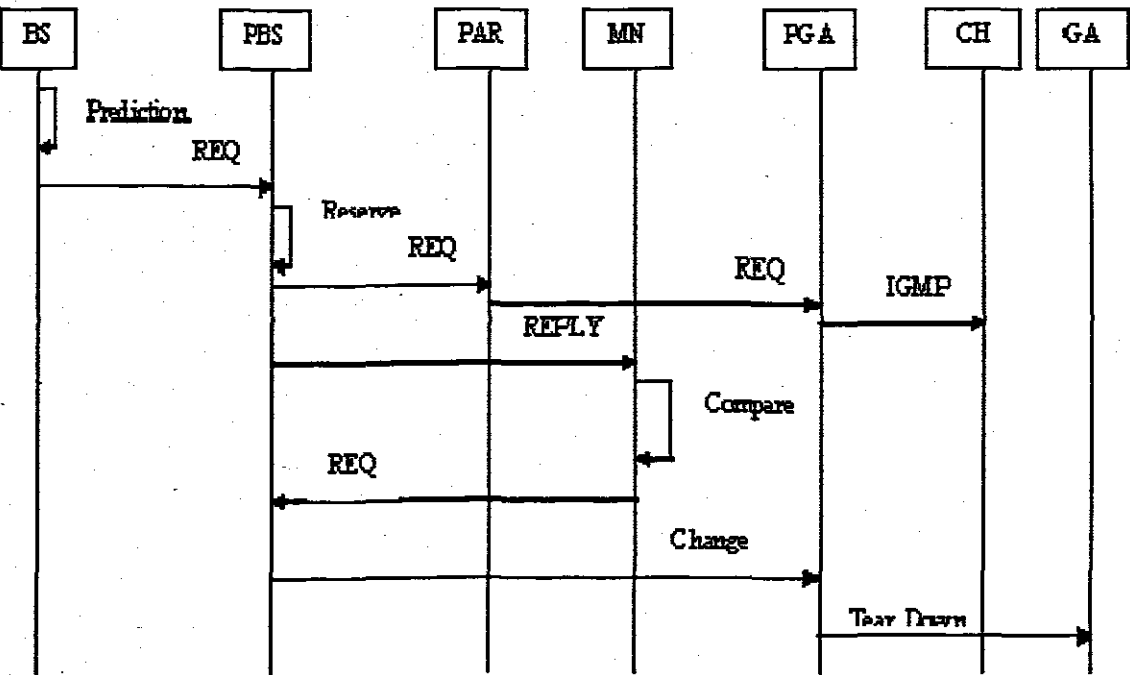 BS PBS PAR MN PGA CH GA
Prediction
REQ
Reserve
REQ
REQ
IGMP
REPLY
Compare
REQ
Change
Tear Down